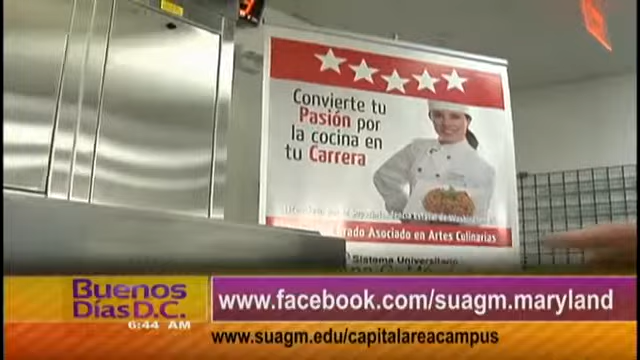 Convierte tu
Pasión por
la cocina en
tu Carrera
Grado Asociado en Artes Culinarias
Sistema Universitario
Buenos
Días D.C.
6:44 AM
www.facebook.com/suagm.maryland
www.suagm.edu/capitalareacampus